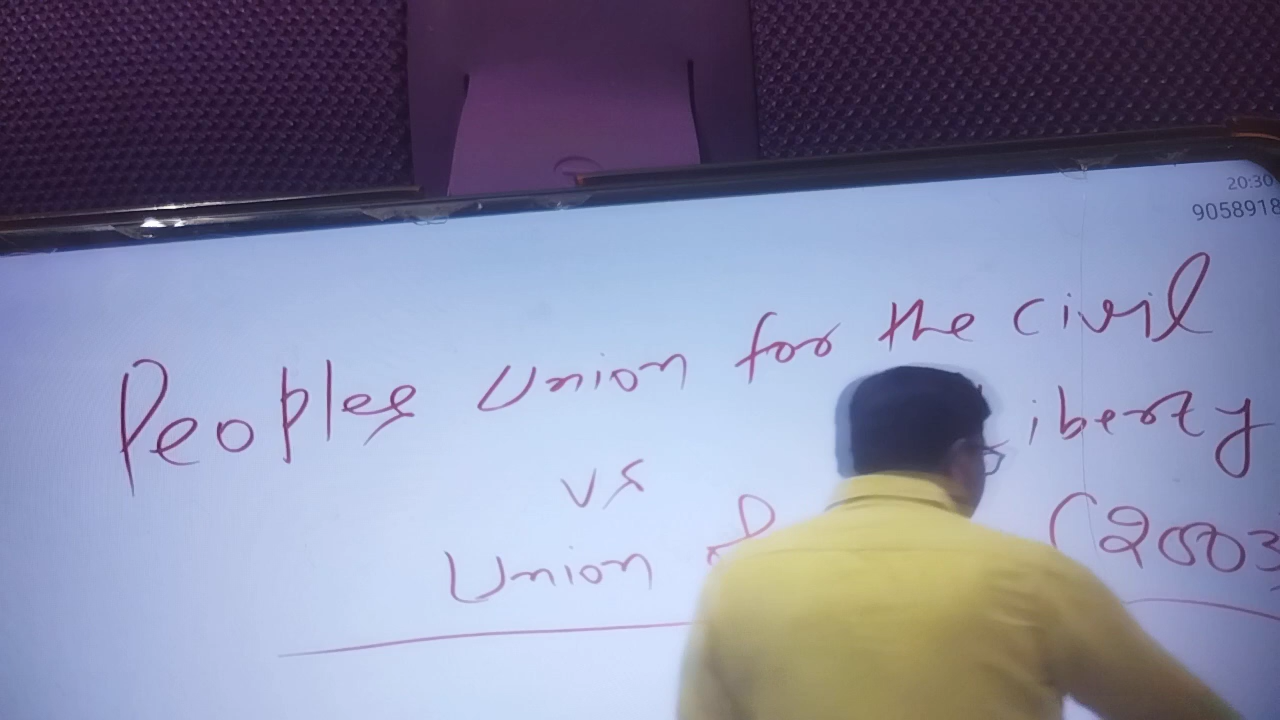 20:30
9058918
Peoples Union for the civil
iberty
vs
Union
(2003